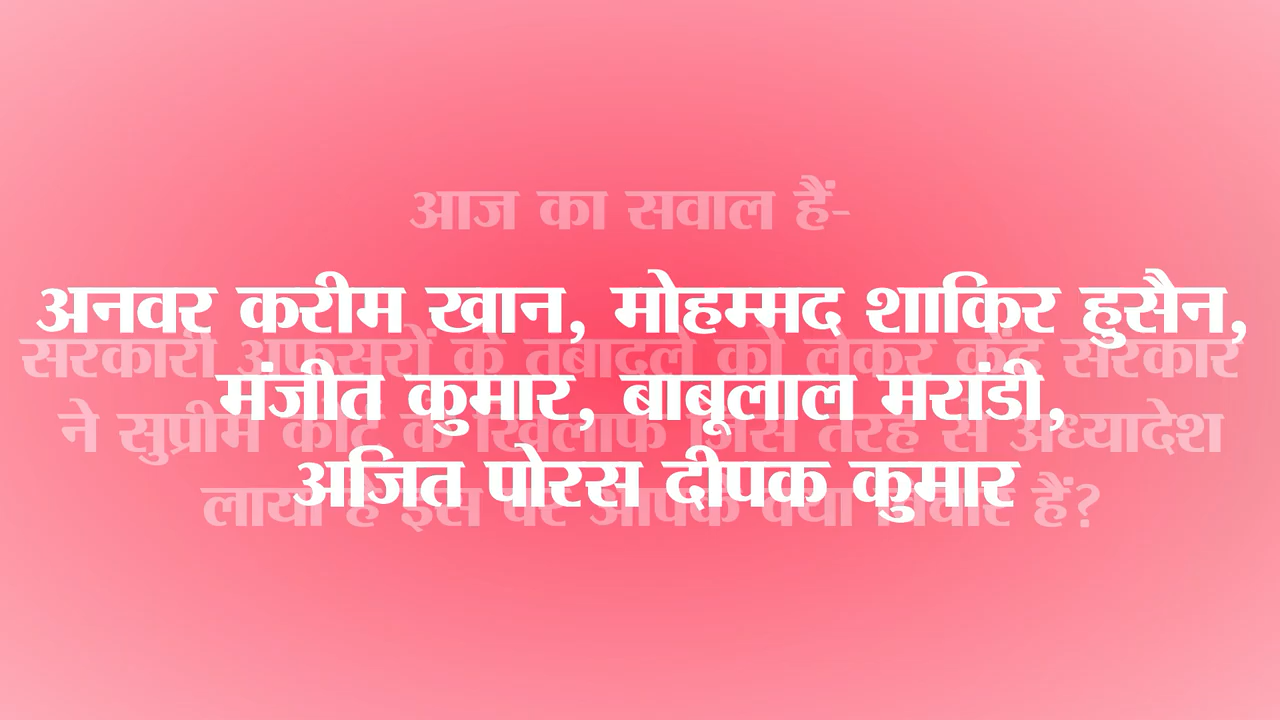 आज का सवाल हैं-
अनवर करीम खान, मोहम्मद शाकिर हुसैन,
सरकारी अफसरों के तबादले को लेकर केंद्र सरकार
मंजीत कुमार, बाबूलाल मरांडी,
ने सुप्रीम कोर्ट के खिलाफ जिस तरह से अध्यादेश
अजित पोरस दीपक कुमार
लाया है इस पर आपके क्या विचार हैं?